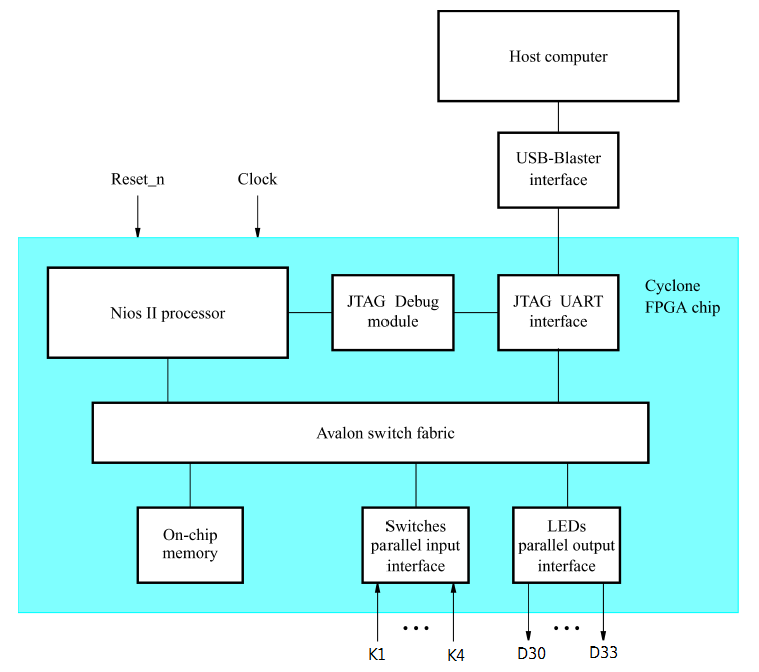 Host computer
USB-Blaster
interface
Reset_n
Clock
Cyclone
FPGA chip
Nios II processor
JTAG Debug
module
JTAG UART
interface
Avalon switch fabric
On-chip
memory
Switches
parallel input
interface
LEDs
parallel output
interface
K1
•••
K4
D30
•••
D33